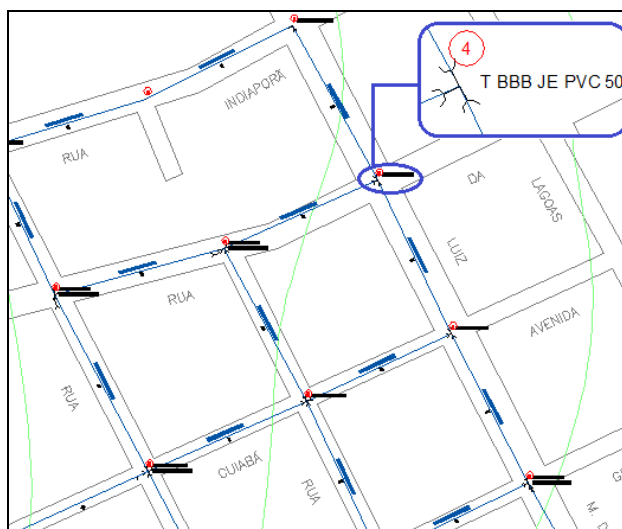 4
T BBB JE PVC 50
INDIAPORÃ
RUA
DA
LAGOAS
LUIZ
RUA
AVENIDA
RUA
CUIABÁ
RUA
G
M.